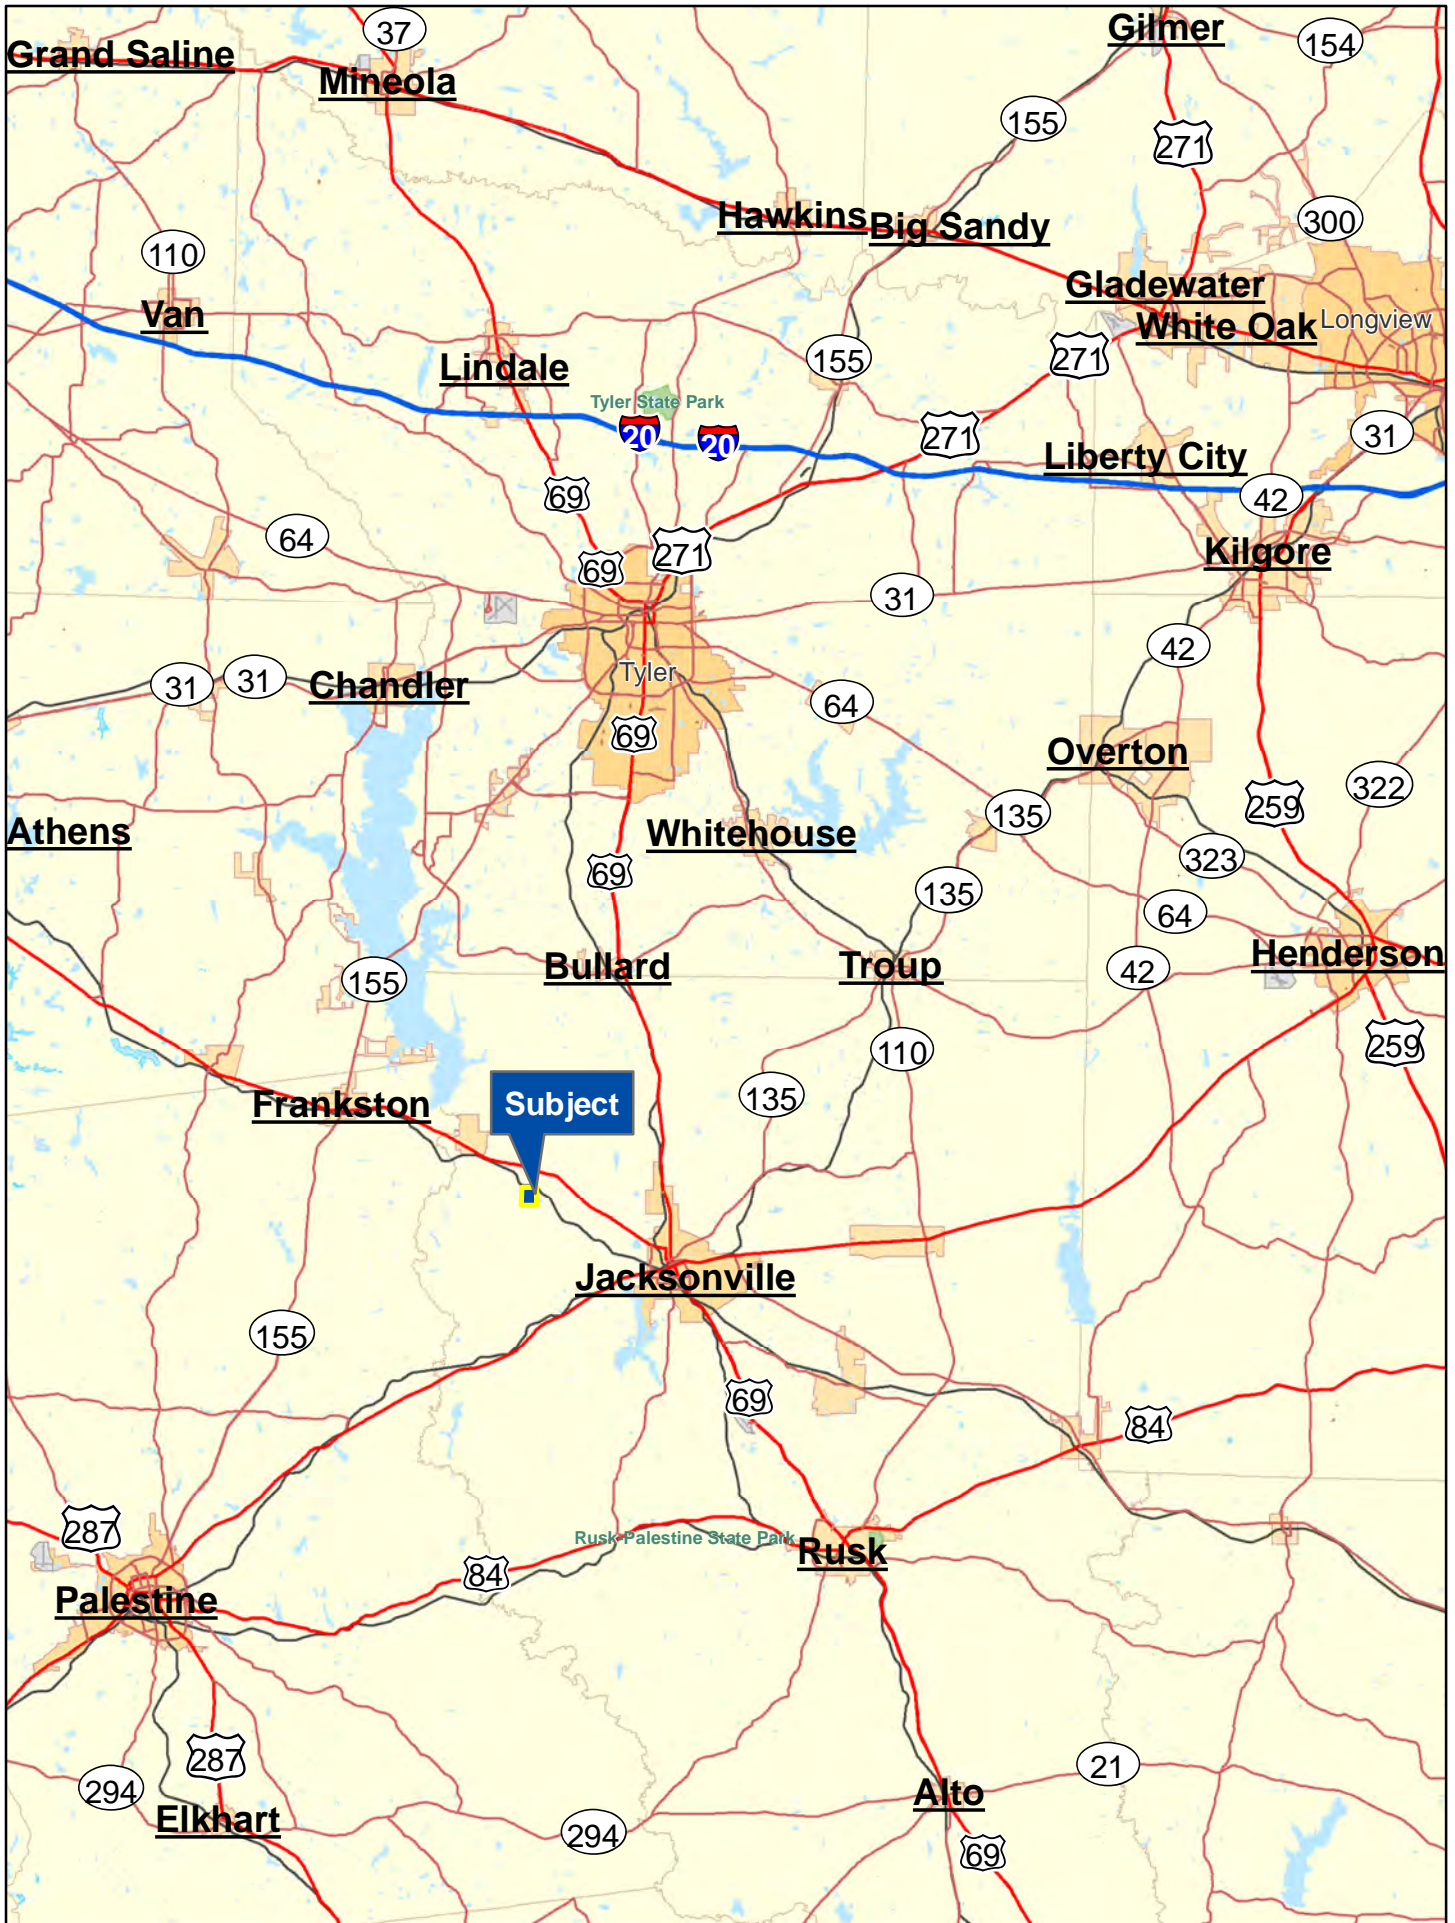 37
Gilmer
154
Grand Saline
Mineola
155
271
Hawkins
Big Sandy
300
110
Van
Gladewater
White Oak
Longview
155
271
Lindale
Tyler State Park
20
20
271
31
Liberty City
69
42
64
271
69
Kilgore
31
42
31
31
Chandler
Tyler
64
69
Overton
322
259
135
Athens
Whitehouse
323
69
135
64
Bullard
Troup
42
Henderson
155
110
259
Frankston
Subject
135
Jacksonville
155
69
84
287
Rusk-Palestine State Park
Rusk
84
Palestine
287
21
294
Alto
Elkhart
294
69